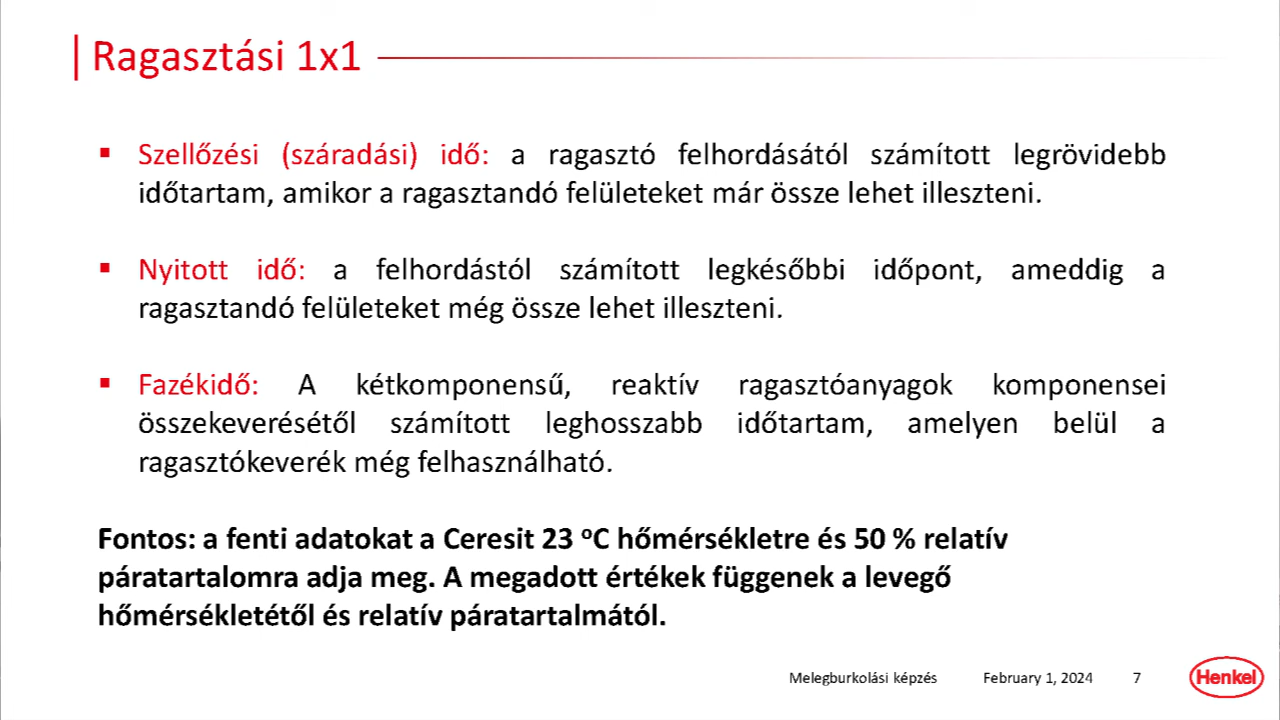 Ragasztási 1x1
▪ Szellőzési (száradási) idő: a ragasztó felhordásától számított legrövidebb
időtartam, amikor a ragasztandó felületeket már össze lehet illeszteni.
▪ Nyitott idő: a felhordástól számított legkésőbbi időpont, ameddig a
ragasztandó felületeket még össze lehet illeszteni.
▪ Fazékidő: A kétkomponensű, reaktív ragasztóanyagok komponensei
összekeverésétől számított leghosszabb időtartam, amelyen belül a
ragasztókeverék még felhasználható.
Fontos: a fenti adatokat a Ceresit 23 ᵒC hőmérsékletre és 50 % relatív
páratartalomra adja meg. A megadott értékek függenek a levegő
hőmérsékletétől és relatív páratartalmától.
Melegburkolási képzés February 1, 2024 7 Henkel